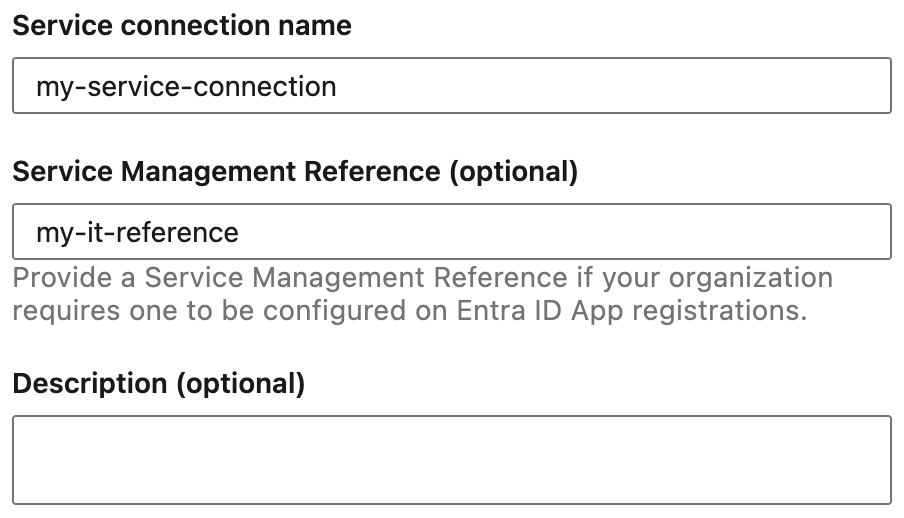 Service connection name
my-service-connection
Service Management Reference (optional)
my-it-reference
Provide a Service Management Reference if your organization
requires one to be configured on Entra ID App registrations.
Description (optional)